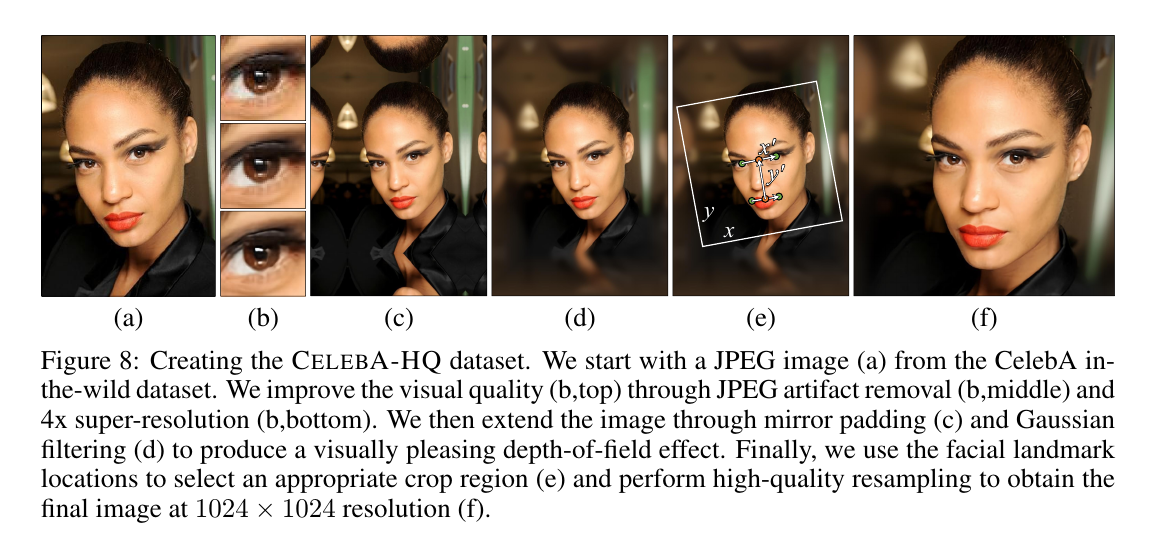 x′
y′
y
x
(a) (b) (c) (d) (e) (f)
Figure 8: Creating the CELEBA-HQ dataset. We start with a JPEG image (a) from the CelebA in-
the-wild dataset. We improve the visual quality (b,top) through JPEG artifact removal (b,middle) and
4x super-resolution (b,bottom). We then extend the image through mirror padding (c) and Gaussian
filtering (d) to produce a visually pleasing depth-of-field effect. Finally, we use the facial landmark
locations to select an appropriate crop region (e) and perform high-quality resampling to obtain the
final image at 1024 × 1024 resolution (f).